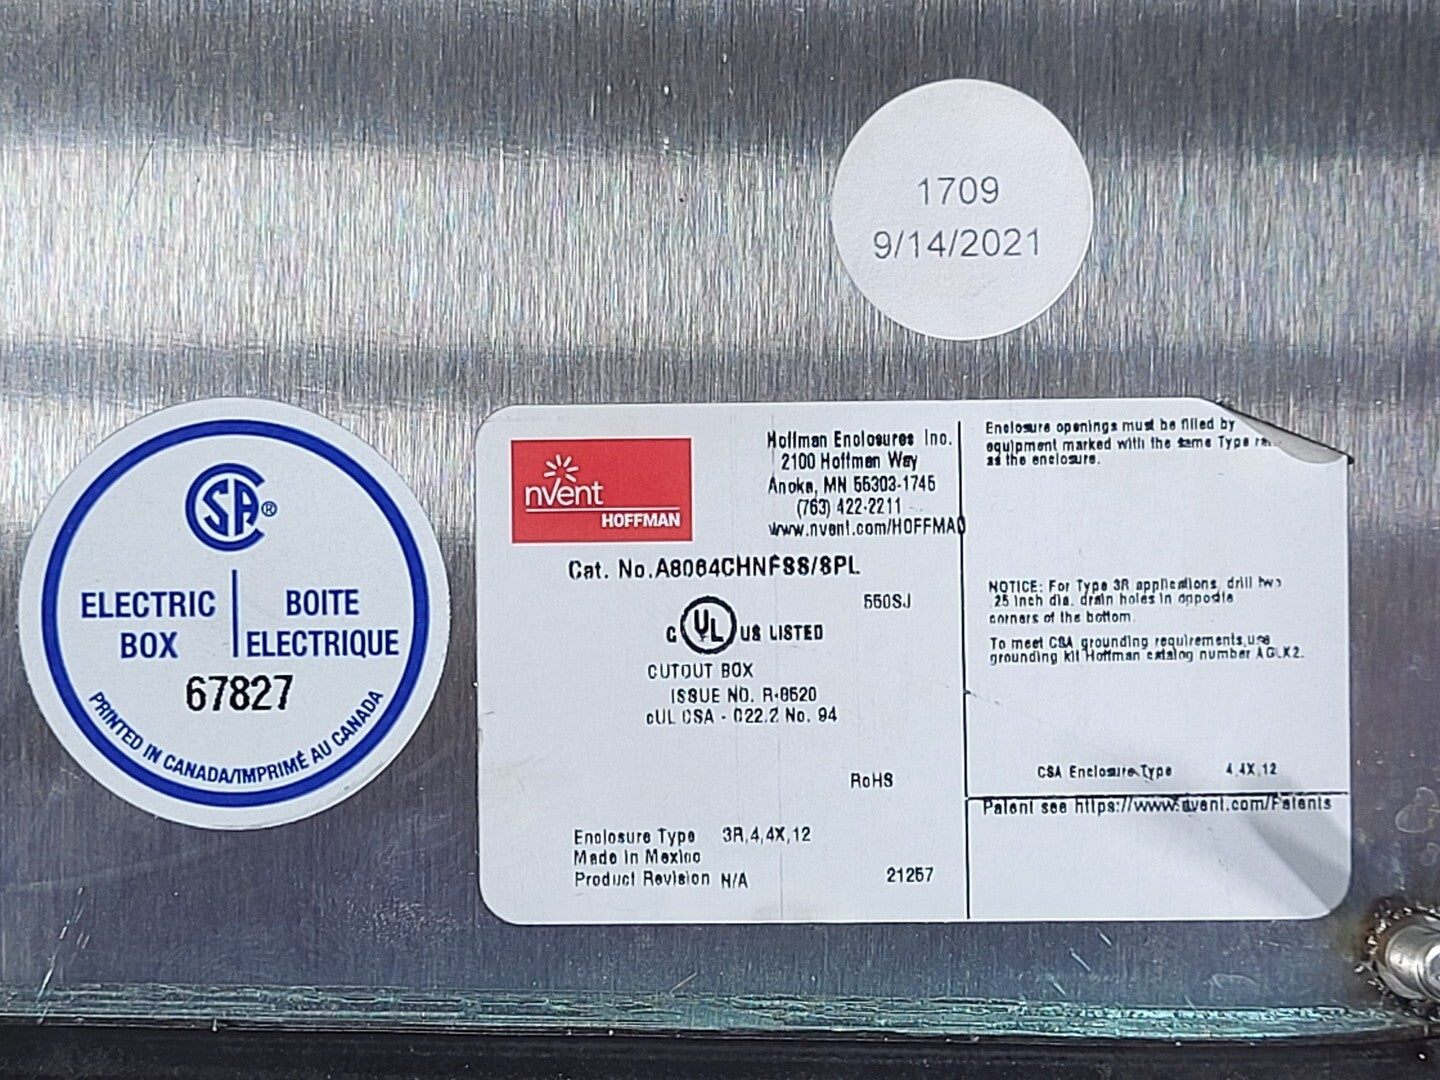 1709
9/14/2021
CSA®
ELECTRIC BOX
BOITE ELECTRIQUE
67827
PRINTED IN CANADA/IMPRIMÉ AU CANADA
nVent
HOFFMAN
Hoffman Enclosures Inc.
2100 Hoffman Way
Anoka, MN 55303-1745
(763) 422-2211
www.nvent.com/HOFFMAN
Cat. No. A8064CHNFSS/SPL
550SJ
C UL US LISTED
CUTOUT BOX
ISSUE NO. R-8520
cUL CSA - C22.2 No. 94
RoHS
Enclosure Type 3R,4,4X,12
Made in Mexico
Product Revision N/A
21257
Enclosure openings must be filled by
equipment marked with the same Type
as the enclosure.
NOTICE: For Type 3R applications, drill two
.25 inch dia. drain holes in opposite
corners of the bottom.
To meet CSA grounding requirements, use
grounding kit Hoffman catalog number
CSA Enclosure Type 4,4X,12
Patent see https://www.nvent.com/Patents